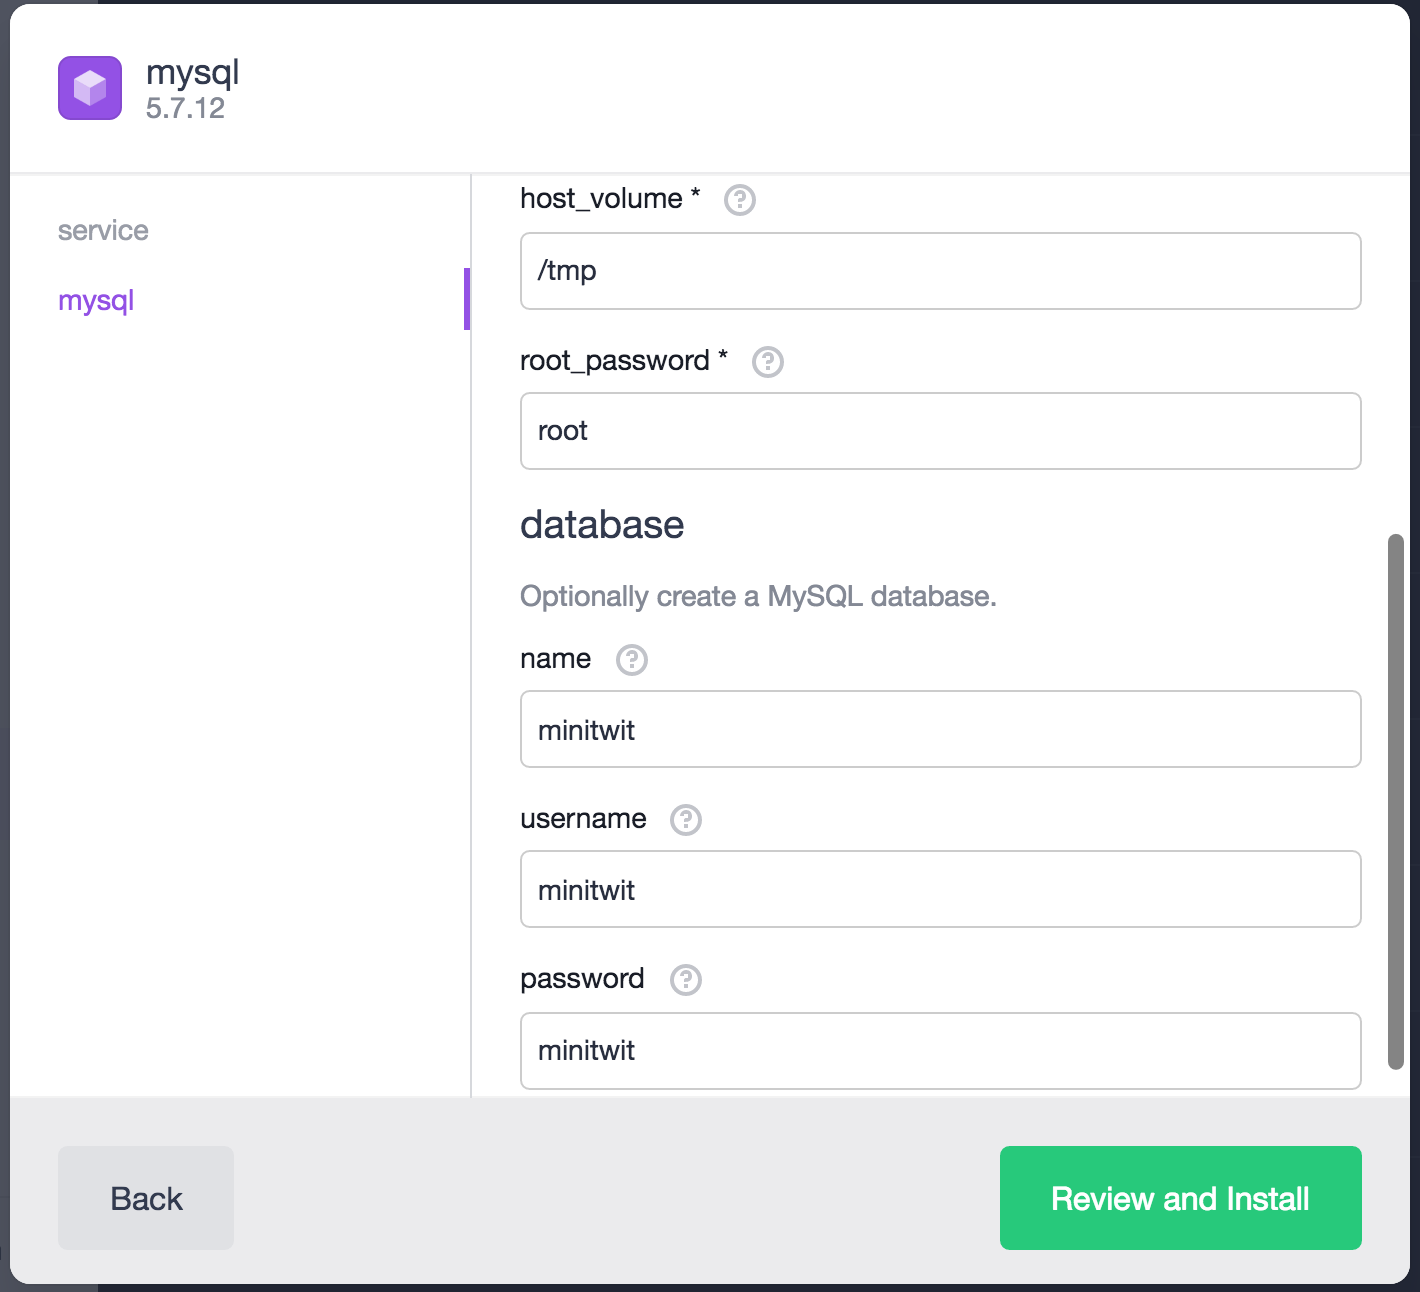 mysql
5.7.12
service
mysql
host_volume *
/tmp
root_password *
root
database
Optionally create a MySQL database.
name
minitwit
username
minitwit
password
minitwit
Back
Review and Install